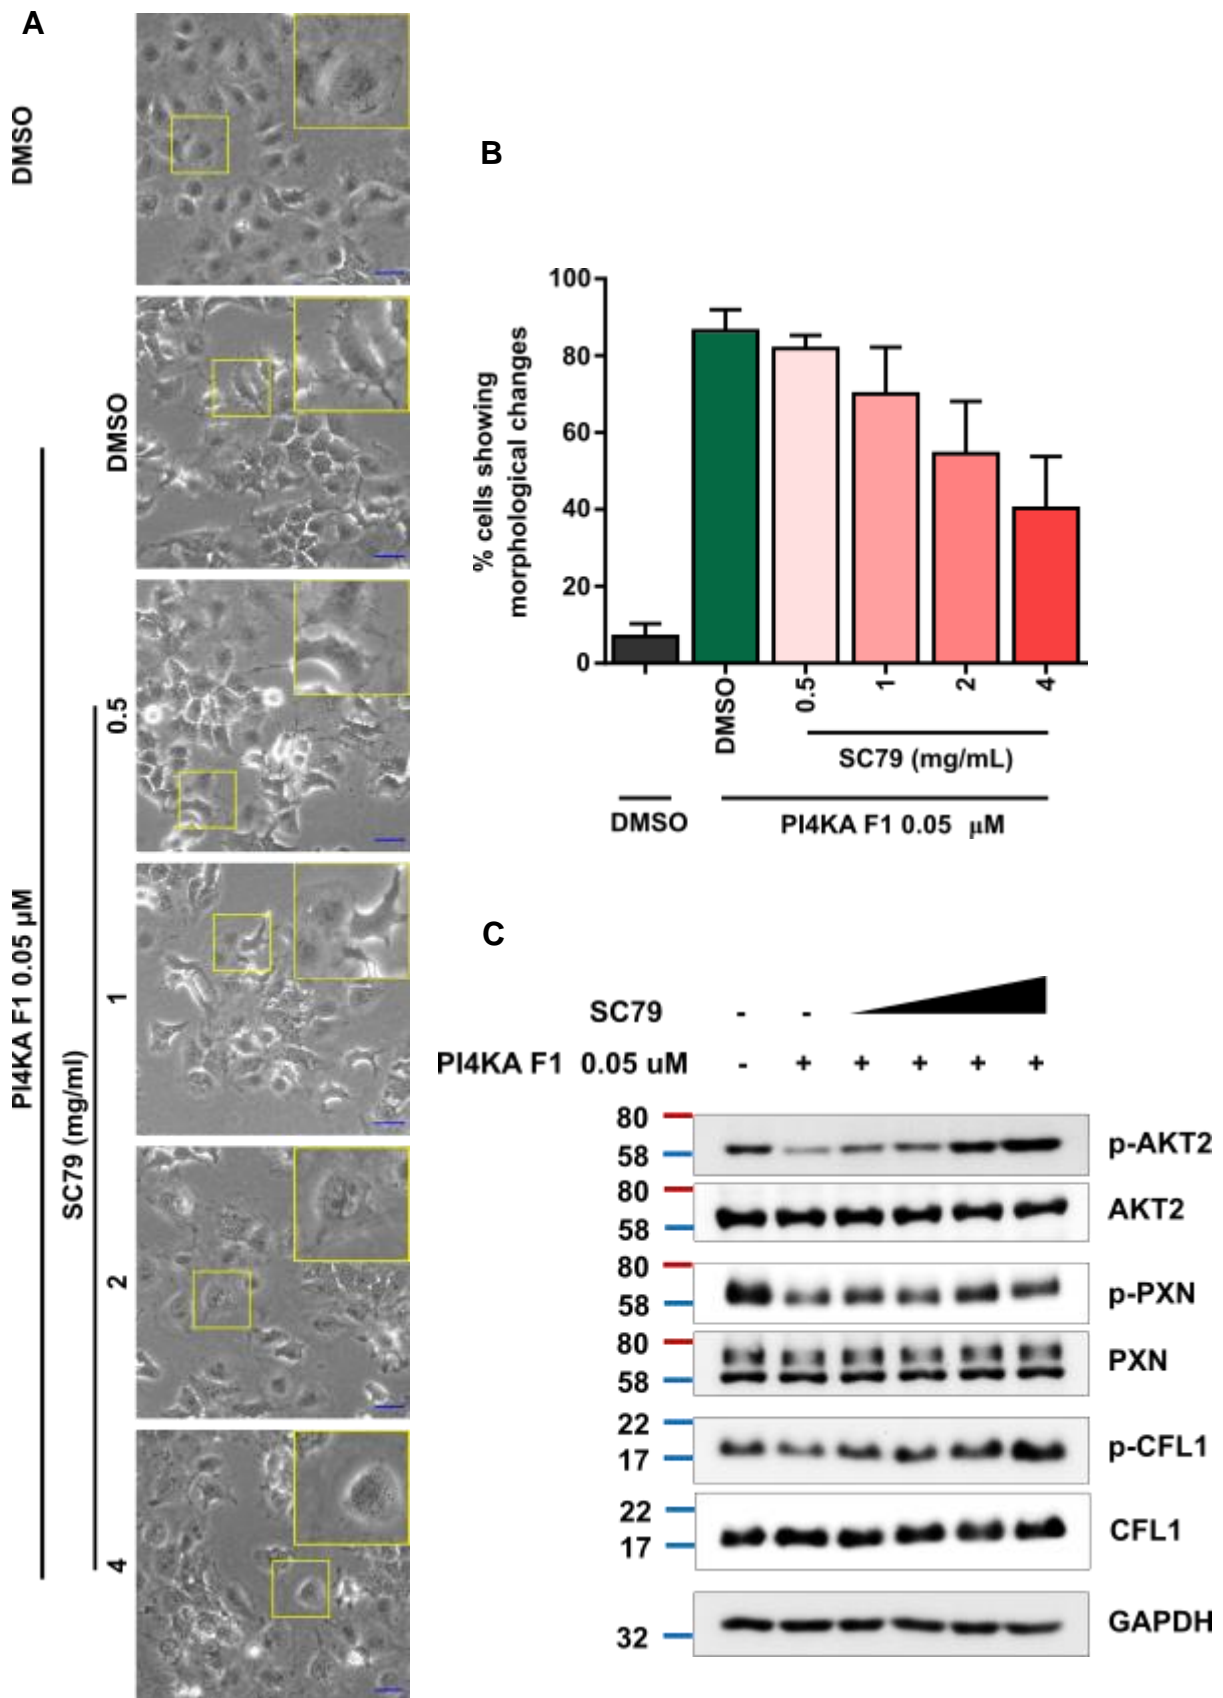 A
DMSO
DMSO
0.5
1
2
4
SC79 (mg/ml)
PI4KA F1 0.05 µM
B
% cells showing
morphological changes
100
80
60
40
20
0
DMSO
0.5
1
2
4
SC79 (mg/mL)
DMSO
PI4KA F1 0.05 µM
C
SC79 - -
PI4KA F1 0.05 uM - + + + + +
80
58
p-AKT2
80
58
AKT2
80
58
p-PXN
80
58
PXN
22
17
p-CFL1
22
17
CFL1
32
GAPDH